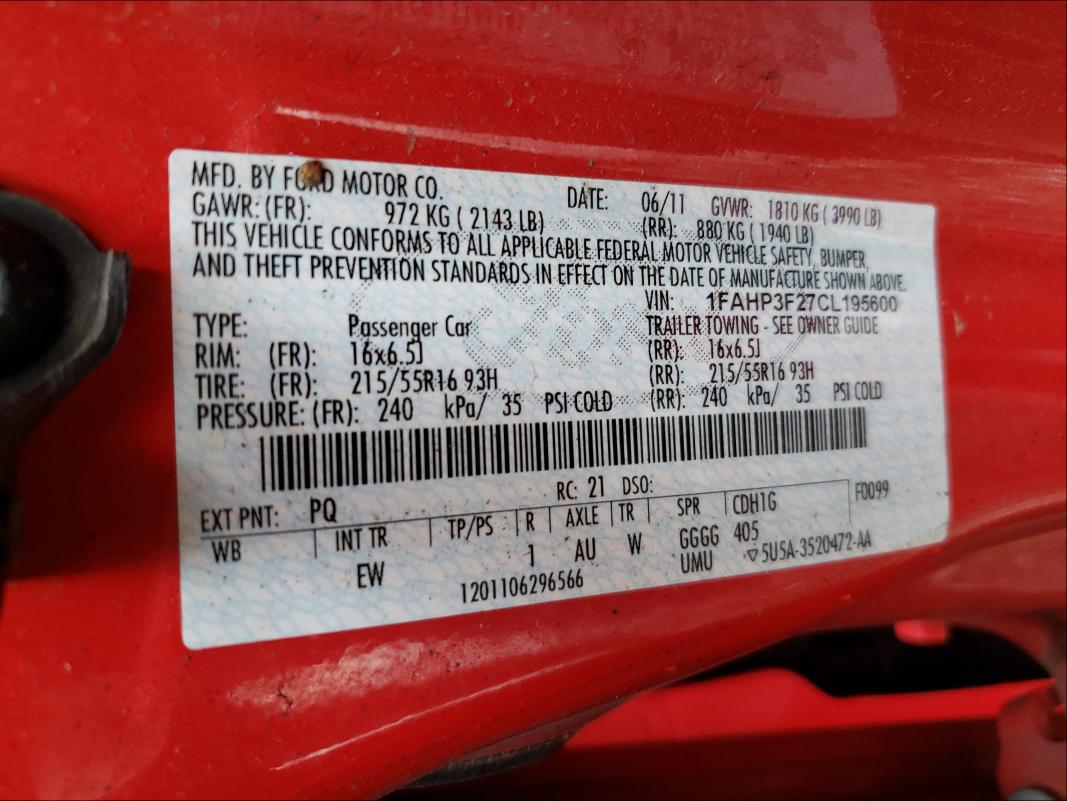 MFD. BY FORD MOTOR CO. DATE: 06/11 GVWR: 1810 KG ( 3990 LB)
GAWR: (FR): 972 KG ( 2143 LB) (RR): 880 KG ( 1940 LB)
THIS VEHICLE CONFORMS TO ALL APPLICABLE FEDERAL MOTOR VEHICLE SAFETY, BUMPER,
AND THEFT PREVENTION STANDARDS IN EFFECT ON THE DATE OF MANUFACTURE SHOWN ABOVE.
VIN: 1FAHP3F27CL195600
TYPE: Passenger Car TRAILER TOWING - SEE OWNER GUIDE
RIM: (FR): 16x6.5J (RR): 16x6.5J
TIRE: (FR): 215/55R16 93H (RR): 215/55R16 93H
PRESSURE: (FR): 240 kPa/ 35 PSI COLD (RR): 240 kPa/ 35 PSI COLD
RC: 21 DSO: F0099
EXT PNT: PQ
WB INT TR TP/PS R AXLE TR SPR CDH1G
EW 1 AU W GGGG 405
1201106296566 UMU 5U5A-3520472-AA